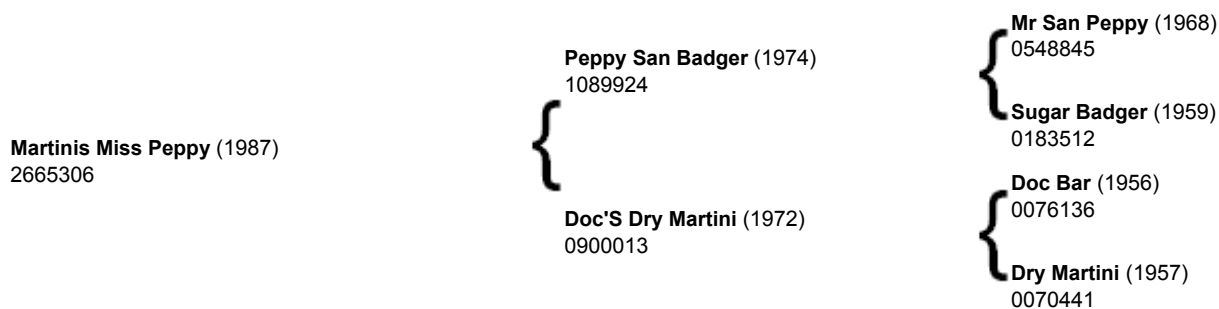 Martinis Miss Peppy (1987)
2665306
Peppy San Badger (1974)
1089924
Doc'S Dry Martini (1972)
0900013
Mr San Peppy (1968)
0548845
Sugar Badger (1959)
0183512
Doc Bar (1956)
0076136
Dry Martini (1957)
0070441